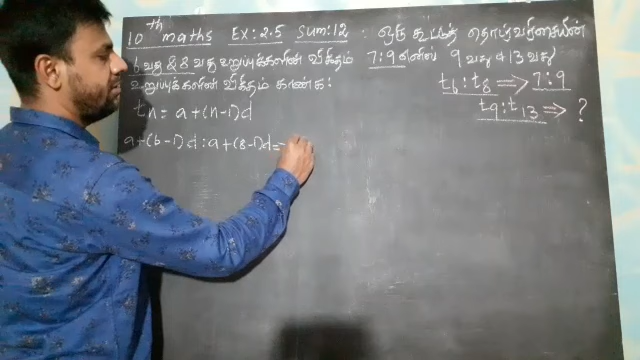 10th maths Ex:2.5 Sum:12. ஒரு கூட்டுத் தொடர்வரிசையின்
6 வது & 8 வது உறுப்புக்களின் விகிதம் 7:9 எனில் 9 வது & 13 வது
உறுப்புக்களின் விகிதம் காண்க:
t6:t8 ⇒ 7:9
t9:t13 ⇒ ?
tn = a+(n-1)d
a+(6-1)d:a+(8-1)d=